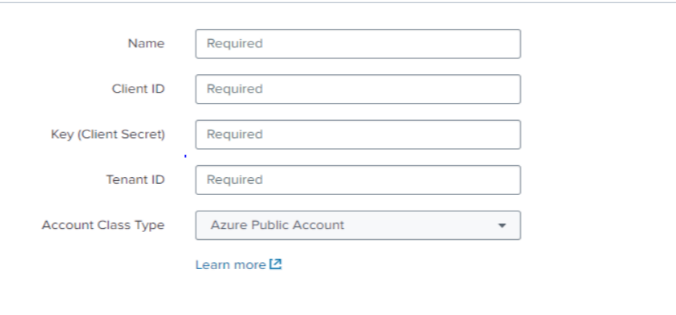 Name Required
Client ID Required
Key (Client Secret) Required
Tenant ID Required
Account Class Type Azure Public Account
Learn more